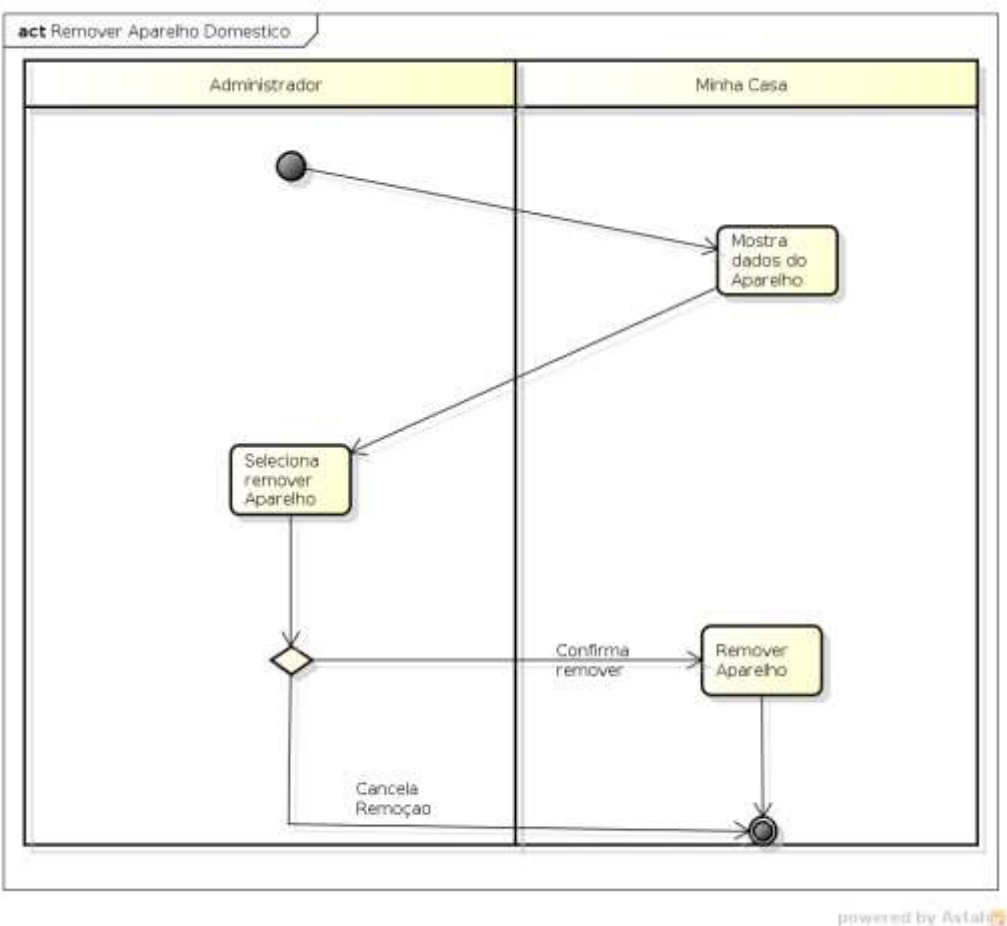 act Remover Aparelho Domestico
Administrador
Minha Casa
Mostra
dados do
Aparelho
Seleciona
remover
Aparelho
Confirma
remover
Remover
Aparelho
Cancela
Remoçao
powered by Astah